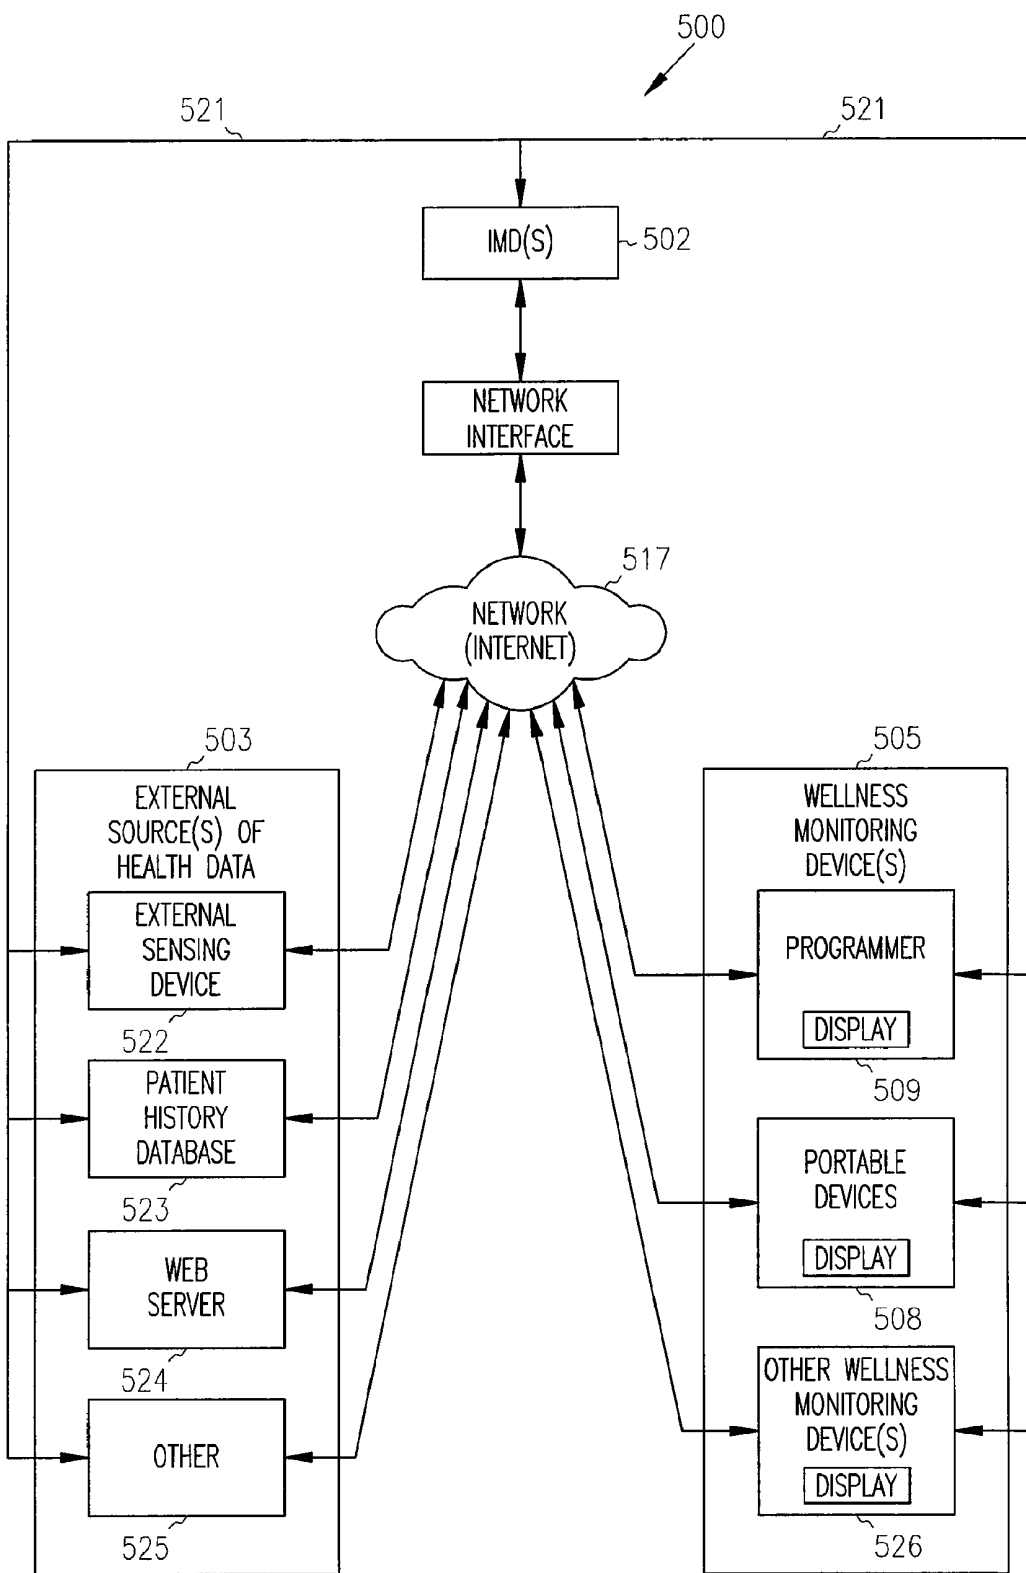 500
521
521
IMD(S)
502
NETWORK
INTERFACE
517
NETWORK
(INTERNET)
503
EXTERNAL
SOURCE(S) OF
HEALTH DATA
EXTERNAL
SENSING
DEVICE
522
PATIENT
HISTORY
DATABASE
523
WEB
SERVER
524
OTHER
525
505
WELLNESS
MONITORING
DEVICE(S)
PROGRAMMER
DISPLAY
509
PORTABLE
DEVICES
DISPLAY
508
OTHER WELLNESS
MONITORING
DEVICE(S)
DISPLAY
526